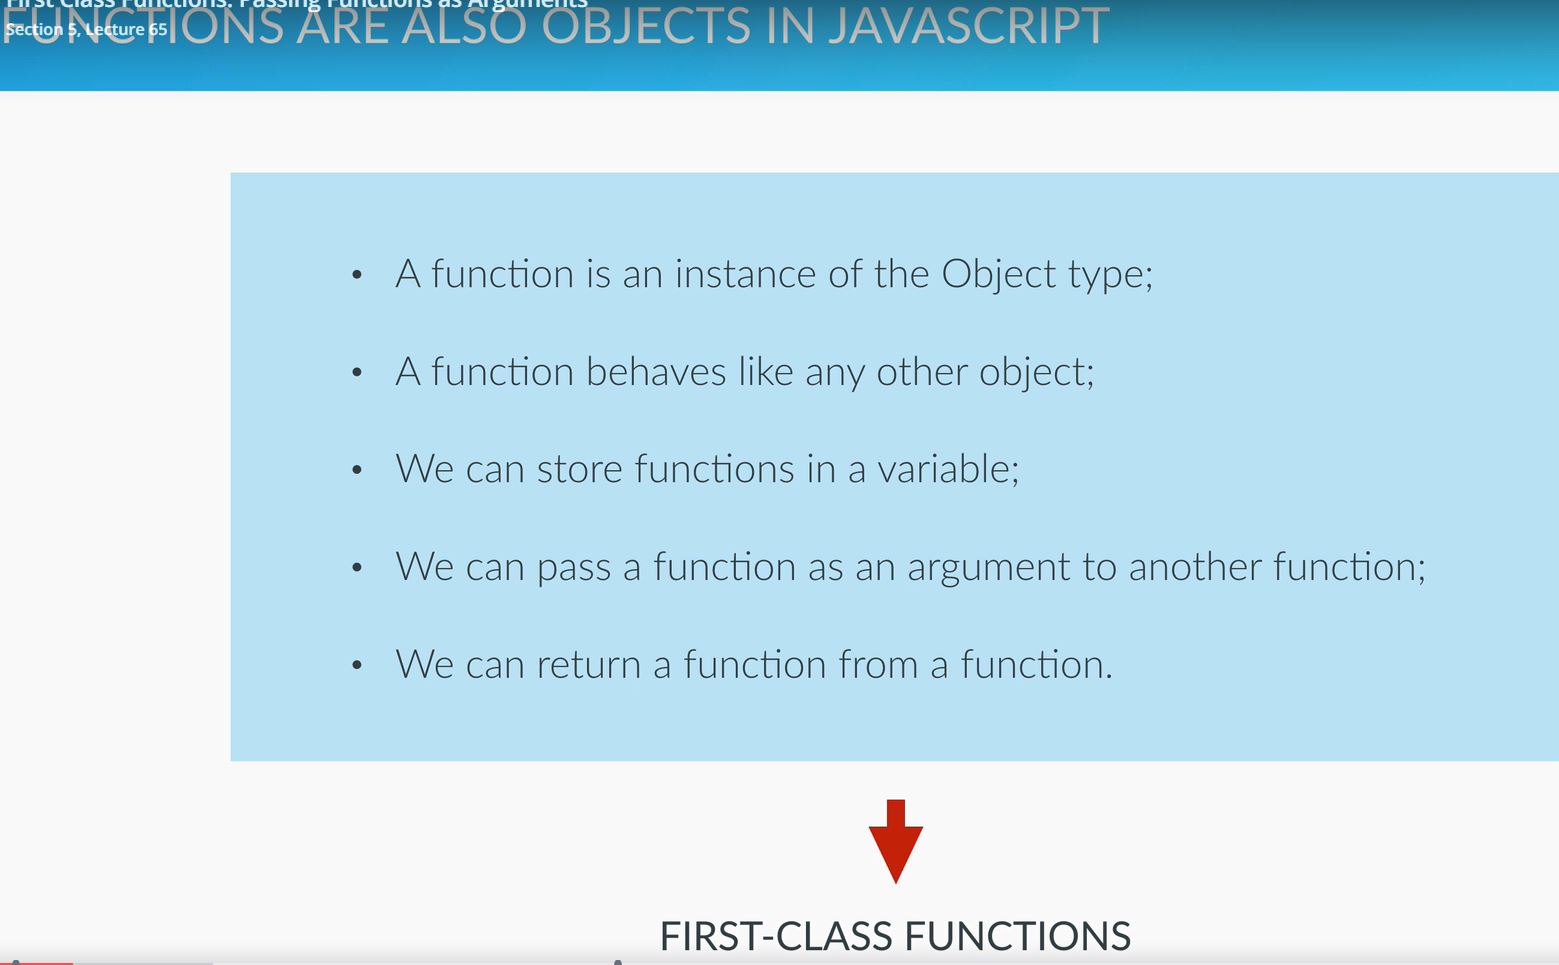 First Class Functions: Passing Functions as Arguments
FUNCTIONS ARE ALSO OBJECTS IN JAVASCRIPT
Section 5, Lecture 65
• A function is an instance of the Object type;
• A function behaves like any other object;
• We can store functions in a variable;
• We can pass a function as an argument to another function;
• We can return a function from a function.
FIRST-CLASS FUNCTIONS